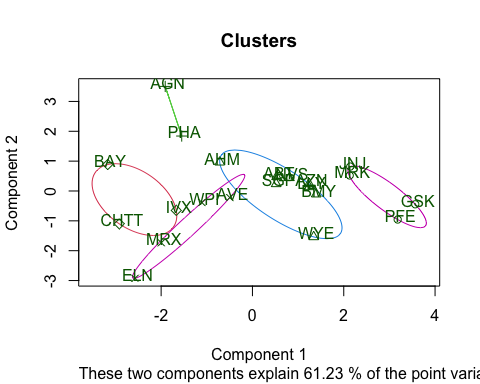 Clusters
Component 2
3
2
1
0
-1
-2
-3
AGN
PHA
BAY
AHM
JNJ
MRK
WPI
AVE
IVX
GSK
CHTT
PFE
WYE
MRX
ELN
-2
0
2
4
Component 1
These two components explain 61.23 % of the point varia